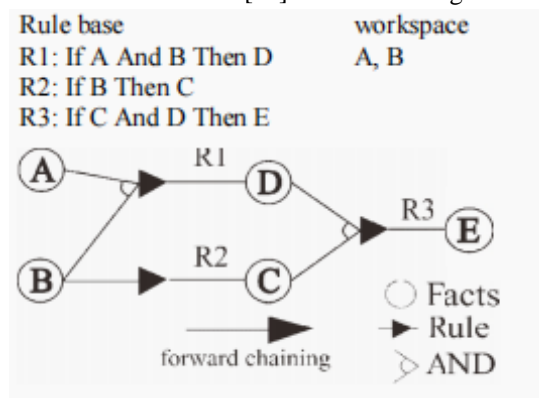 Rule base workspace
R1: If A And B Then D A, B
R2: If B Then C
R3: If C And D Then E
A R1 D
R3 E
B R2 C
Facts
Rule
forward chaining AND